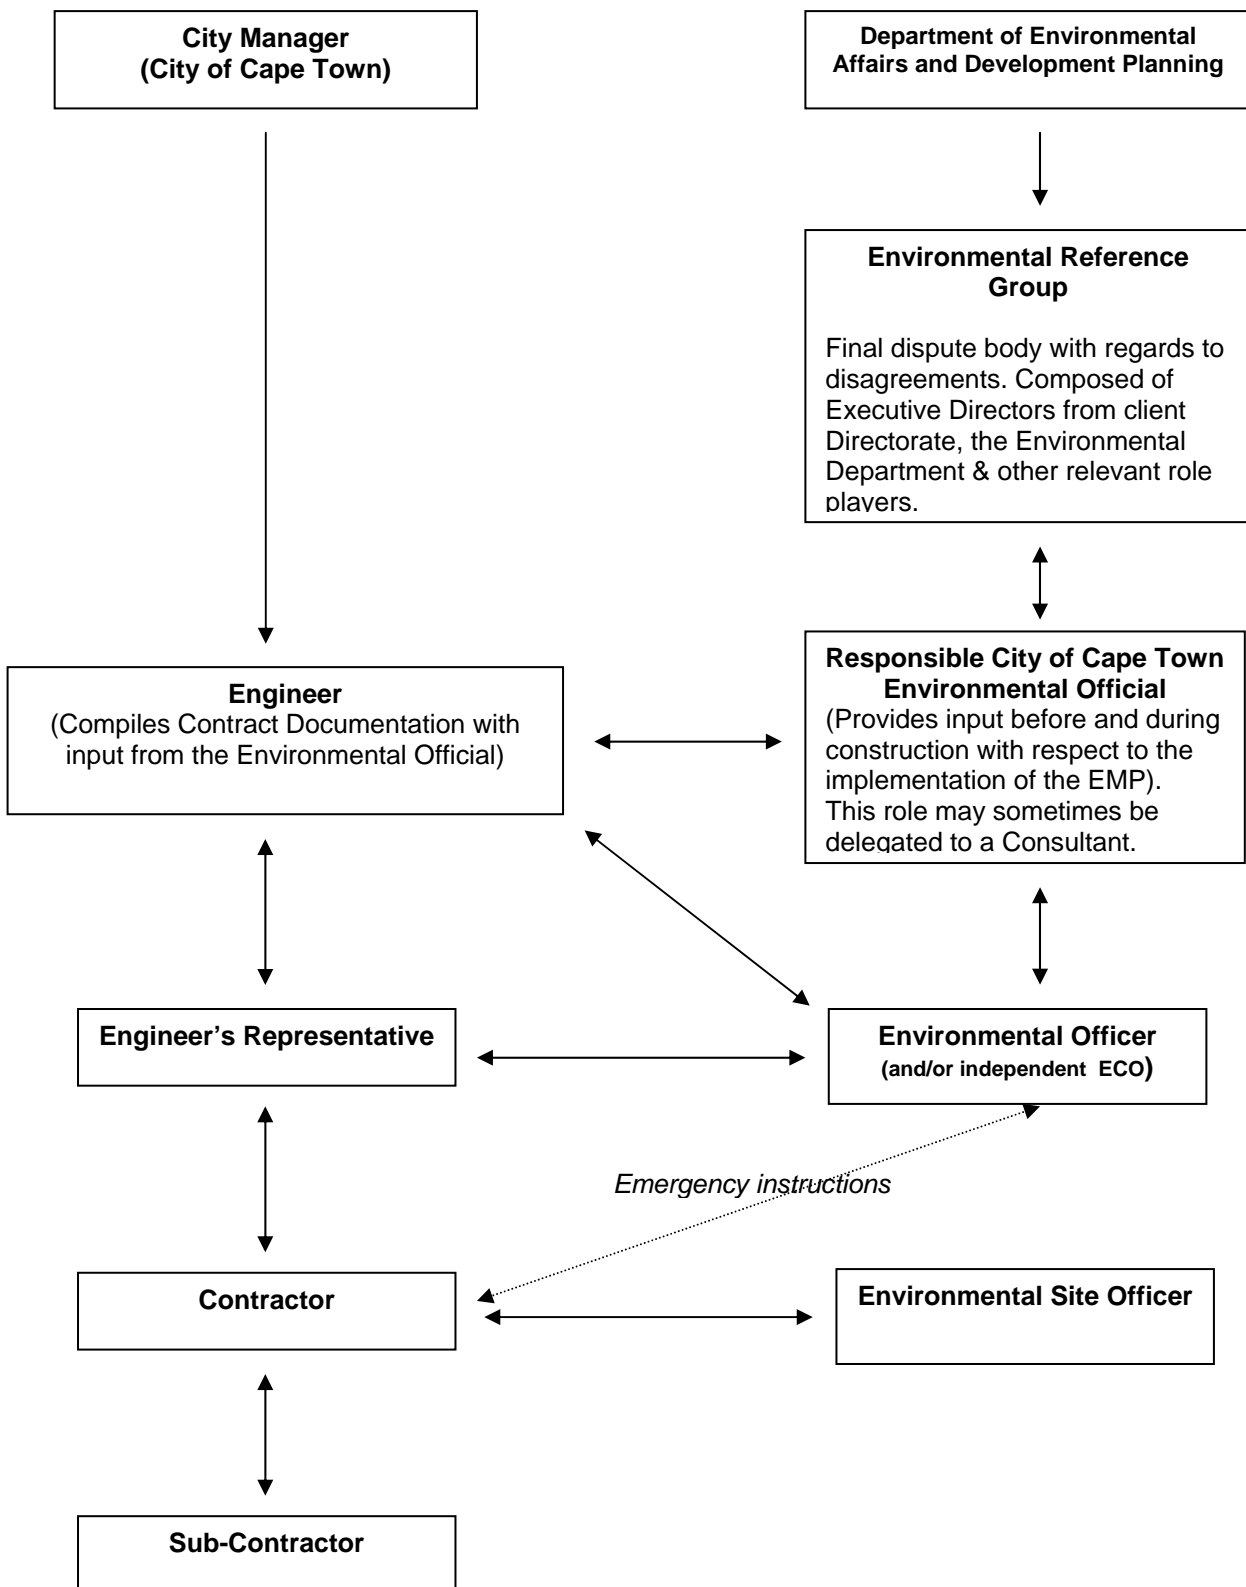 City Manager
(City of Cape Town)
Department of Environmental
Affairs and Development Planning
Environmental Reference
Group
Final dispute body with regards to
disagreements. Composed of
Executive Directors from client
Directorate, the Environmental
Department & other relevant role
players.
Engineer
(Compiles Contract Documentation with
input from the Environmental Official)
Responsible City of Cape Town
Environmental Official
(Provides input before and during
construction with respect to the
implementation of the EMP).
This role may sometimes be
delegated to a Consultant.
Engineer’s Representative
Environmental Officer
(and/or independent ECO)
Emergency instructions
Contractor
Environmental Site Officer
Sub-Contractor